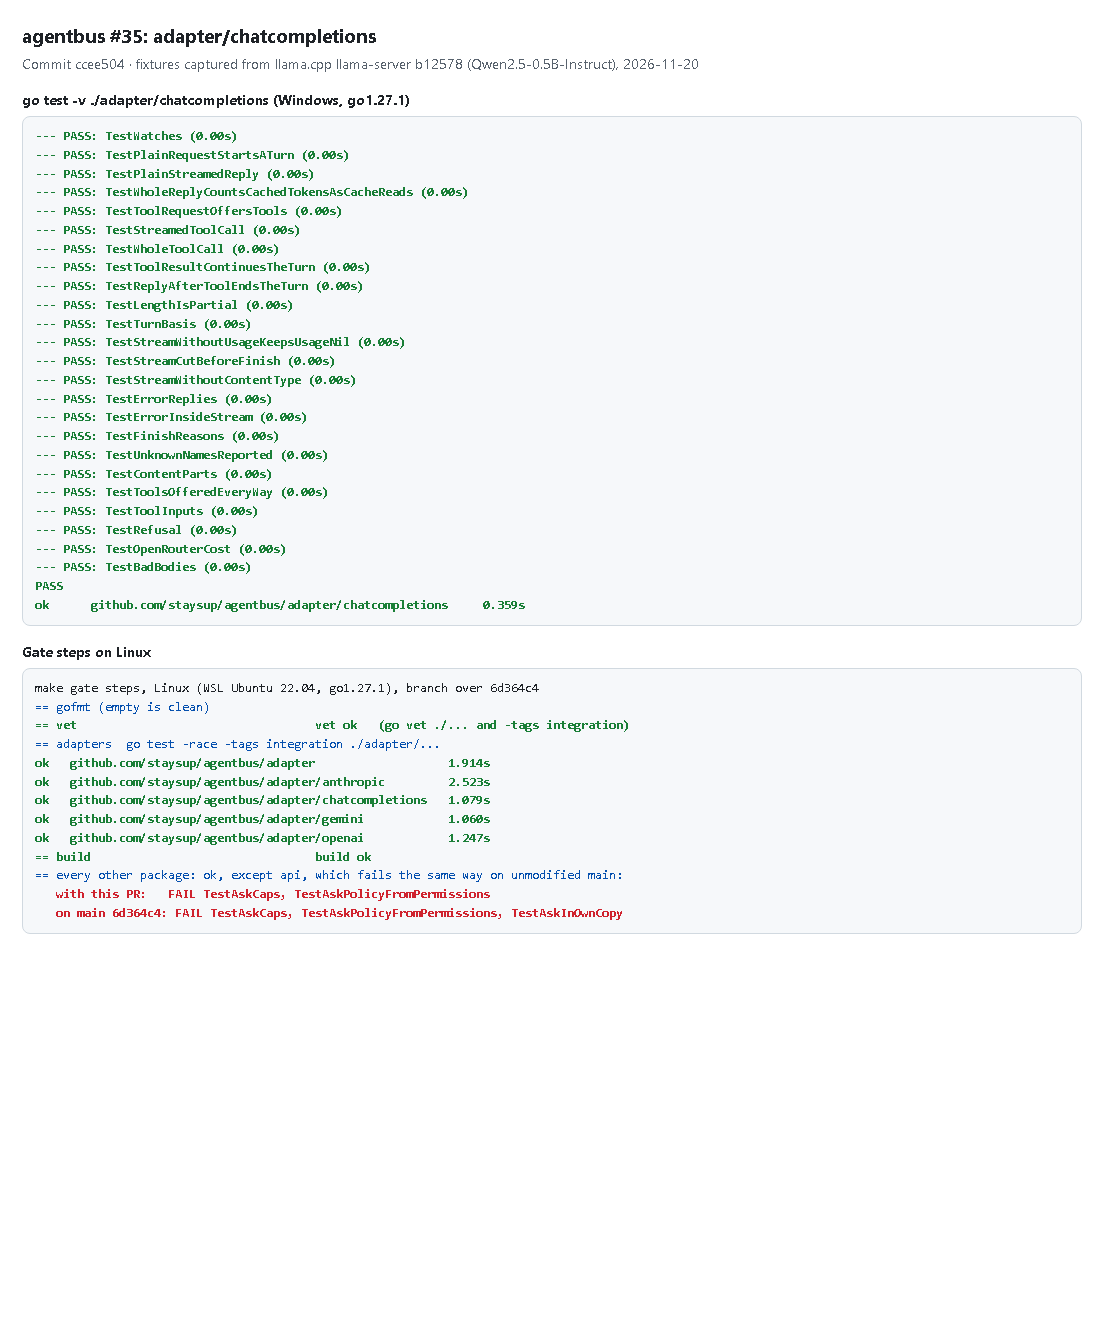 agentbus #35: adapter/chatcompletions
Commit ccee504 · fixtures captured from llama.cpp llama-server b12578 (Qwen2.5-0.5B-Instruct), 2026-11-20
go test -v ./adapter/chatcompletions (Windows, go1.27.1)
--- PASS: TestWatches (0.00s)
--- PASS: TestPlainRequestStartsATurn (0.00s)
--- PASS: TestPlainStreamedReply (0.00s)
--- PASS: TestWholeReplyCountsCachedTokensAsCacheReads (0.00s)
--- PASS: TestToolRequestOffersTools (0.00s)
--- PASS: TestStreamedToolCall (0.00s)
--- PASS: TestWholeToolCall (0.00s)
--- PASS: TestToolResultContinuesTheTurn (0.00s)
--- PASS: TestReplyAfterToolEndsTheTurn (0.00s)
--- PASS: TestLengthIsPartial (0.00s)
--- PASS: TestTurnBasis (0.00s)
--- PASS: TestStreamWithoutUsageKeepsUsageNil (0.00s)
--- PASS: TestStreamCutBeforeFinish (0.00s)
--- PASS: TestStreamWithoutContentType (0.00s)
--- PASS: TestErrorReplies (0.00s)
--- PASS: TestErrorInsideStream (0.00s)
--- PASS: TestFinishReasons (0.00s)
--- PASS: TestUnknownNamesReported (0.00s)
--- PASS: TestContentParts (0.00s)
--- PASS: TestToolsOfferedEveryWay (0.00s)
--- PASS: TestToolInputs (0.00s)
--- PASS: TestRefusal (0.00s)
--- PASS: TestOpenRouterCost (0.00s)
--- PASS: TestBadBodies (0.00s)
PASS
ok github.com/staysup/agentbus/adapter/chatcompletions 0.359s
Gate steps on Linux
make gate steps, Linux (WSL Ubuntu 22.04, go1.27.1), branch over 6d364c4
== gofmt (empty is clean)
== vet vet ok (go vet ./... and -tags integration)
== adapters go test -race -tags integration ./adapter/...
ok github.com/staysup/agentbus/adapter 1.914s
ok github.com/staysup/agentbus/adapter/anthropic 2.523s
ok github.com/staysup/agentbus/adapter/chatcompletions 1.079s
ok github.com/staysup/agentbus/adapter/gemini 1.060s
ok github.com/staysup/agentbus/adapter/openai 1.247s
== build build ok
== every other package: ok, except api, which fails the same way on unmodified main:
with this PR: FAIL TestAskCaps, TestAskPolicyFromPermissions
on main 6d364c4: FAIL TestAskCaps, TestAskPolicyFromPermissions, TestAskInOwnCopy